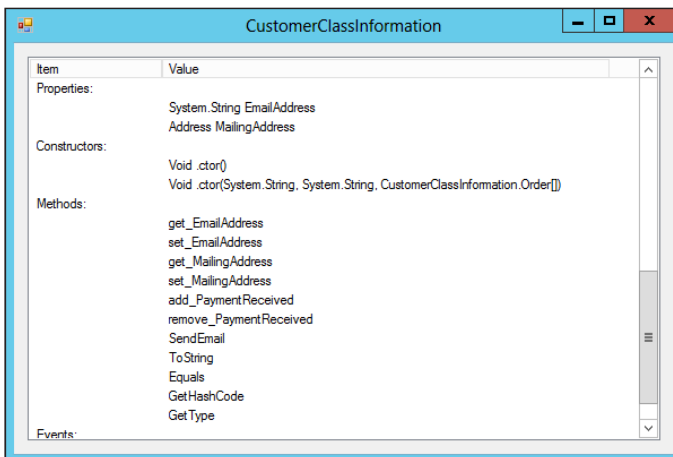 CustomerClassInformation
Item Value
Properties:
System.String EmailAddress
Address MailingAddress
Constructors:
Void .ctor()
Void .ctor(System.String, System.String, CustomerClassInformation.Order[])
Methods:
get_EmailAddress
set_EmailAddress
get_MailingAddress
set_MailingAddress
add_PaymentReceived
remove_PaymentReceived
SendEmail
ToString
Equals
GetHashCode
GetType
Events: